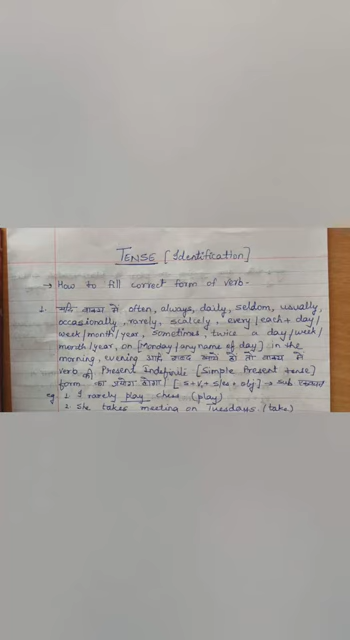 TENSE [Identification]
→ How to fill correct form of verb.
1. यदि वाक्य में often, always, daily, seldom, usually,
occasionally, rarely, scarcely, every/each + day/
week/month/year, sometimes, twice a day/week/
month/year, on [Monday/any name of day] in the
morning, evening आदि शब्द आये हो तो वाक्य में
verb की Present Indefinite [Simple Present tense]
form का प्रयोग होगा [S+V₁+s/es+obj] → sub एकवचन
eg. 1. I rarely play chess (play)
2. She takes meeting on Tuesdays (take)